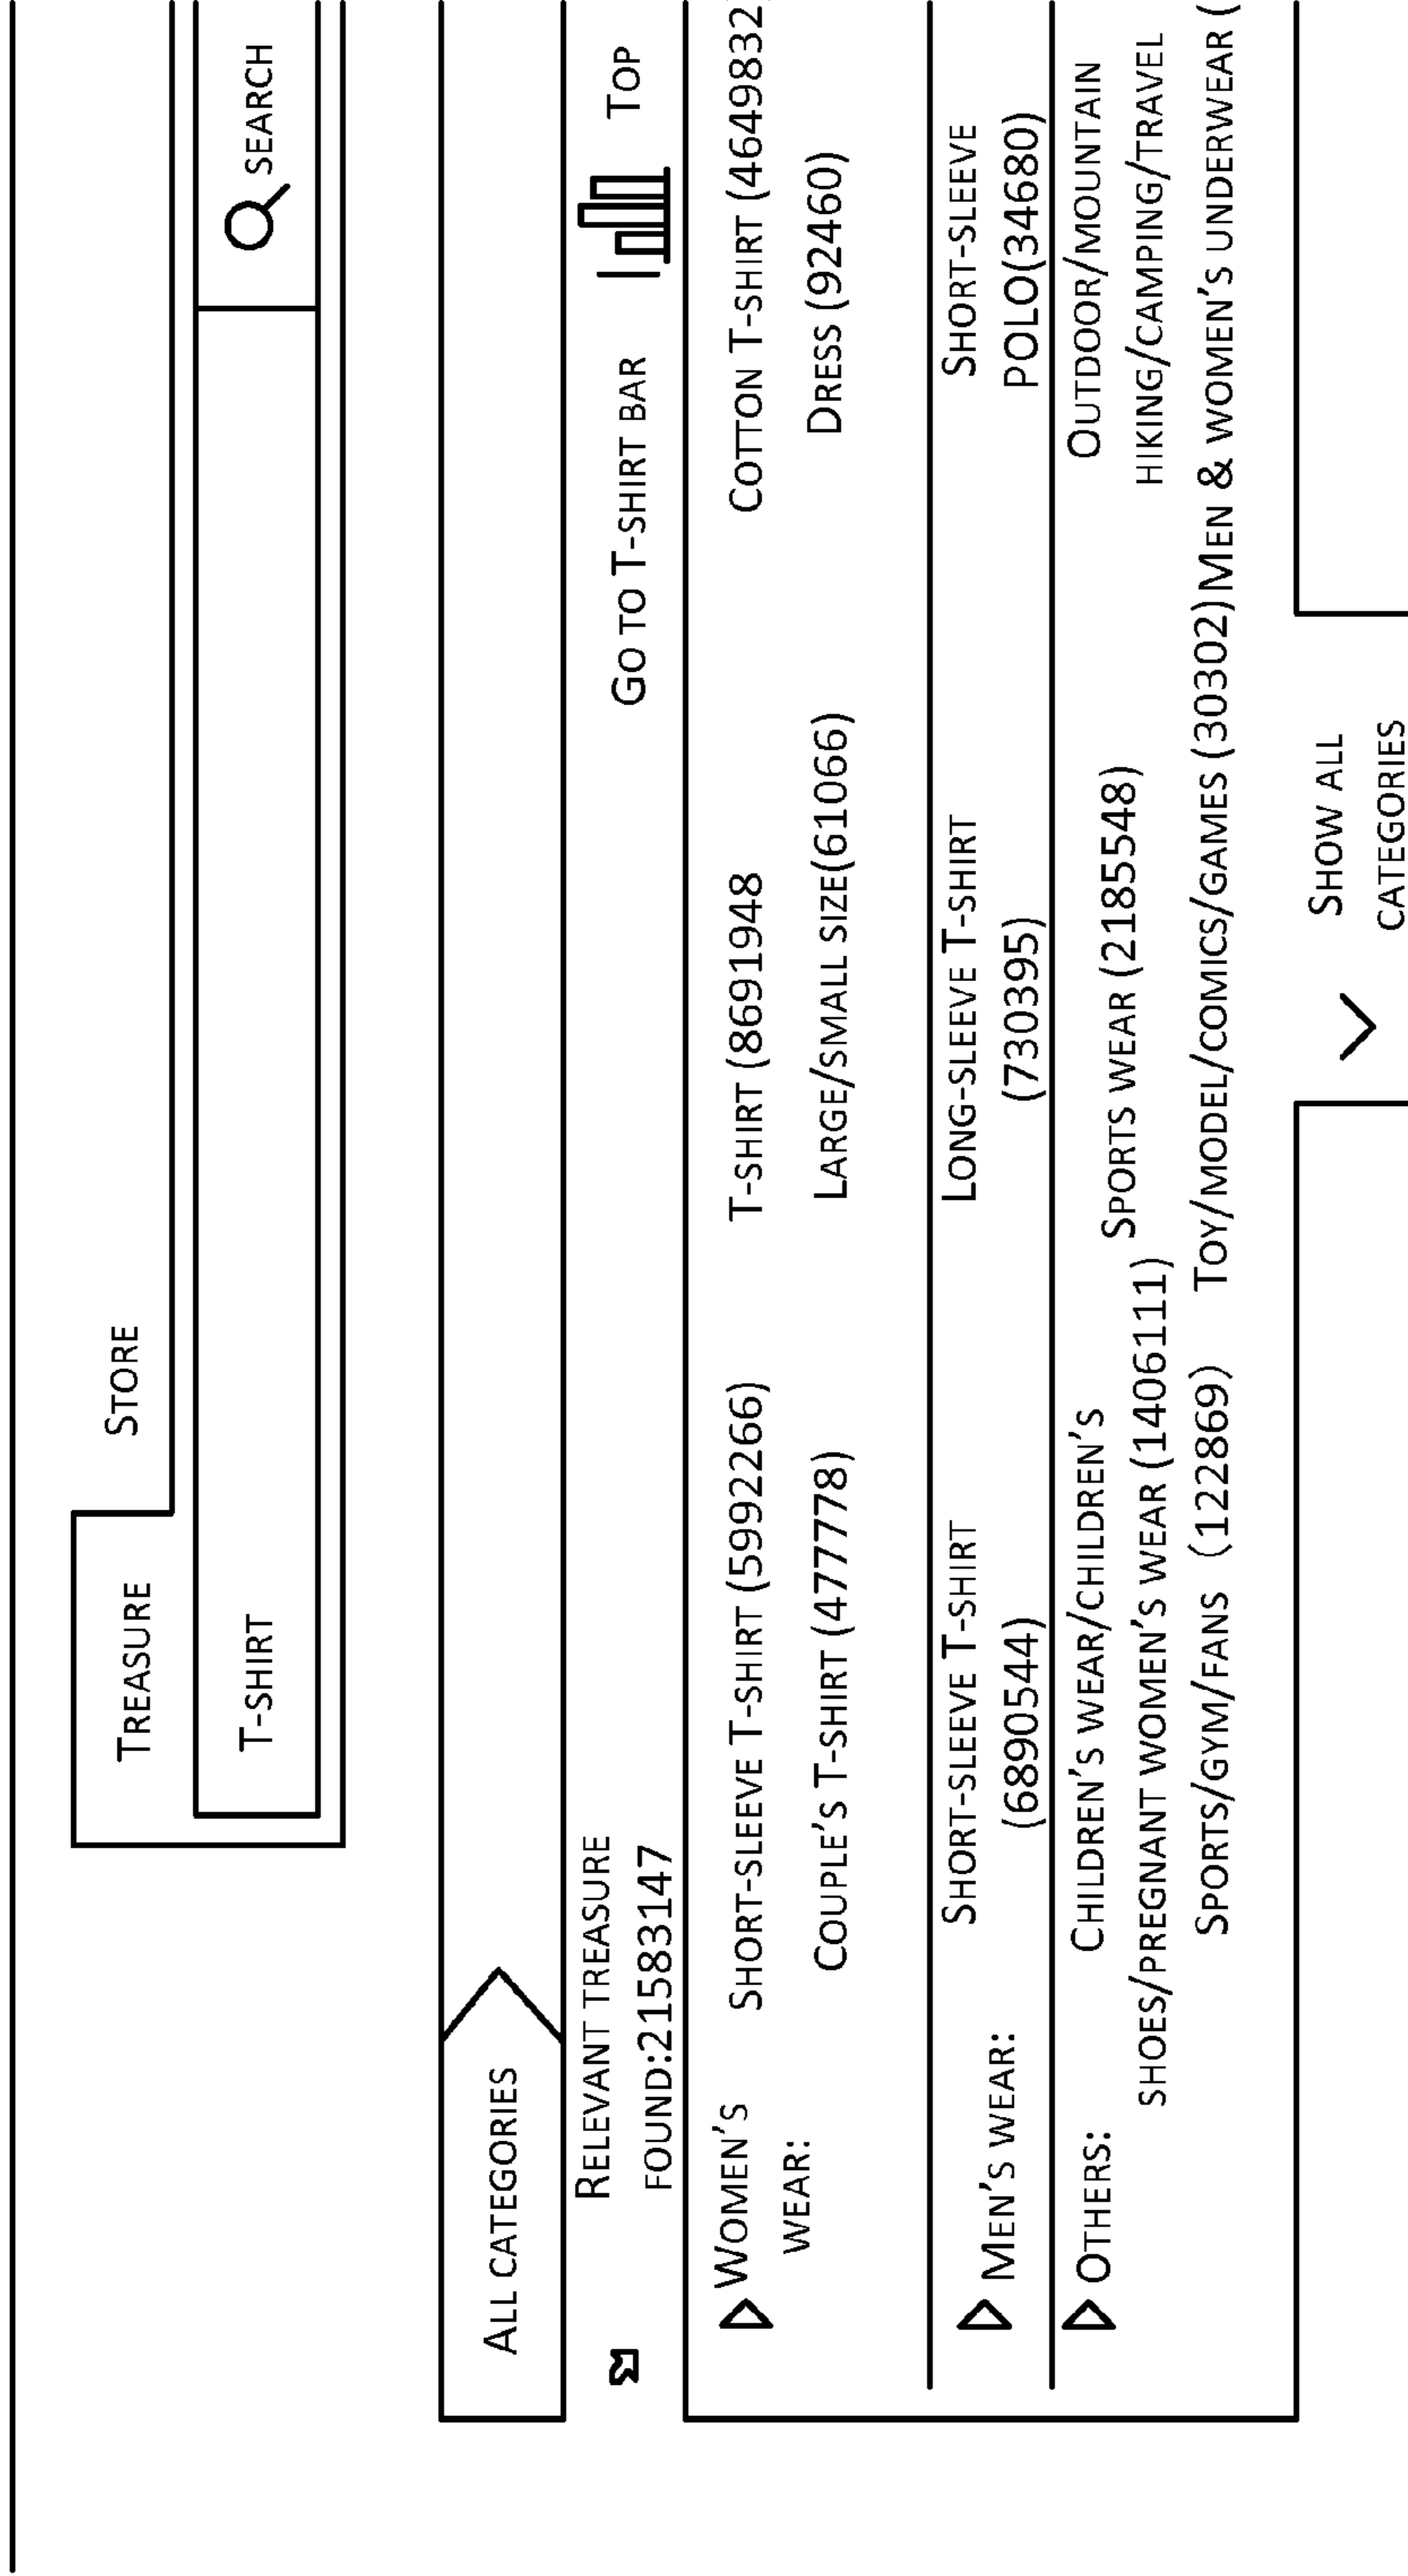 TREASURE
STORE
T-SHIRT
SEARCH
ALL CATEGORIES
RELEVANT TREASURE
FOUND:21583147
GO TO T-SHIRT BAR
TOP
WOMEN'S
WEAR:
SHORT-SLEEVE T-SHIRT (5992266)
T-SHIRT (8691948
COTTON T-SHIRT (4649832
COUPLE'S T-SHIRT (477778)
LARGE/SMALL SIZE(61066)
DRESS (92460)
MEN'S WEAR:
SHORT-SLEEVE T-SHIRT
(6890544)
LONG-SLEEVE T-SHIRT
(730395)
SHORT-SLEEVE
POLO(34680)
OTHERS:
CHILDREN'S WEAR/CHILDREN'S
SHOES/PREGNANT WOMEN'S WEAR (1406111)
SPORTS WEAR (2185548)
OUTDOOR/MOUNTAIN
HIKING/CAMPING/TRAVEL
SPORTS/GYM/FANS (122869)
TOY/MODEL/COMICS/GAMES (30302)
MEN & WOMEN'S UNDERWEAR (
SHOW ALL
CATEGORIES